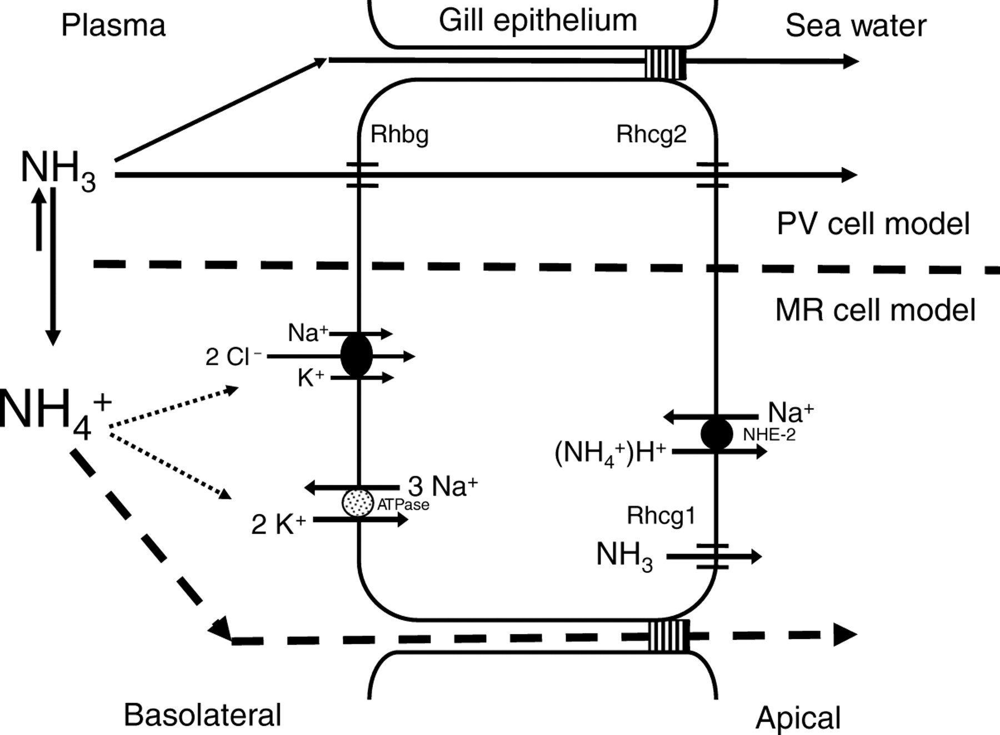 Plasma
Gill epithelium
Sea water
Rhbg
Rhcg2
NH₃
PV cell model
MR cell model
Na⁺
2 Cl⁻
K⁺
NH₄⁺
Na⁺
NHE-2
(NH₄⁺)H⁺
3 Na⁺
ATPase
2 K⁺
Rhcg1
NH₃
Basolateral
Apical